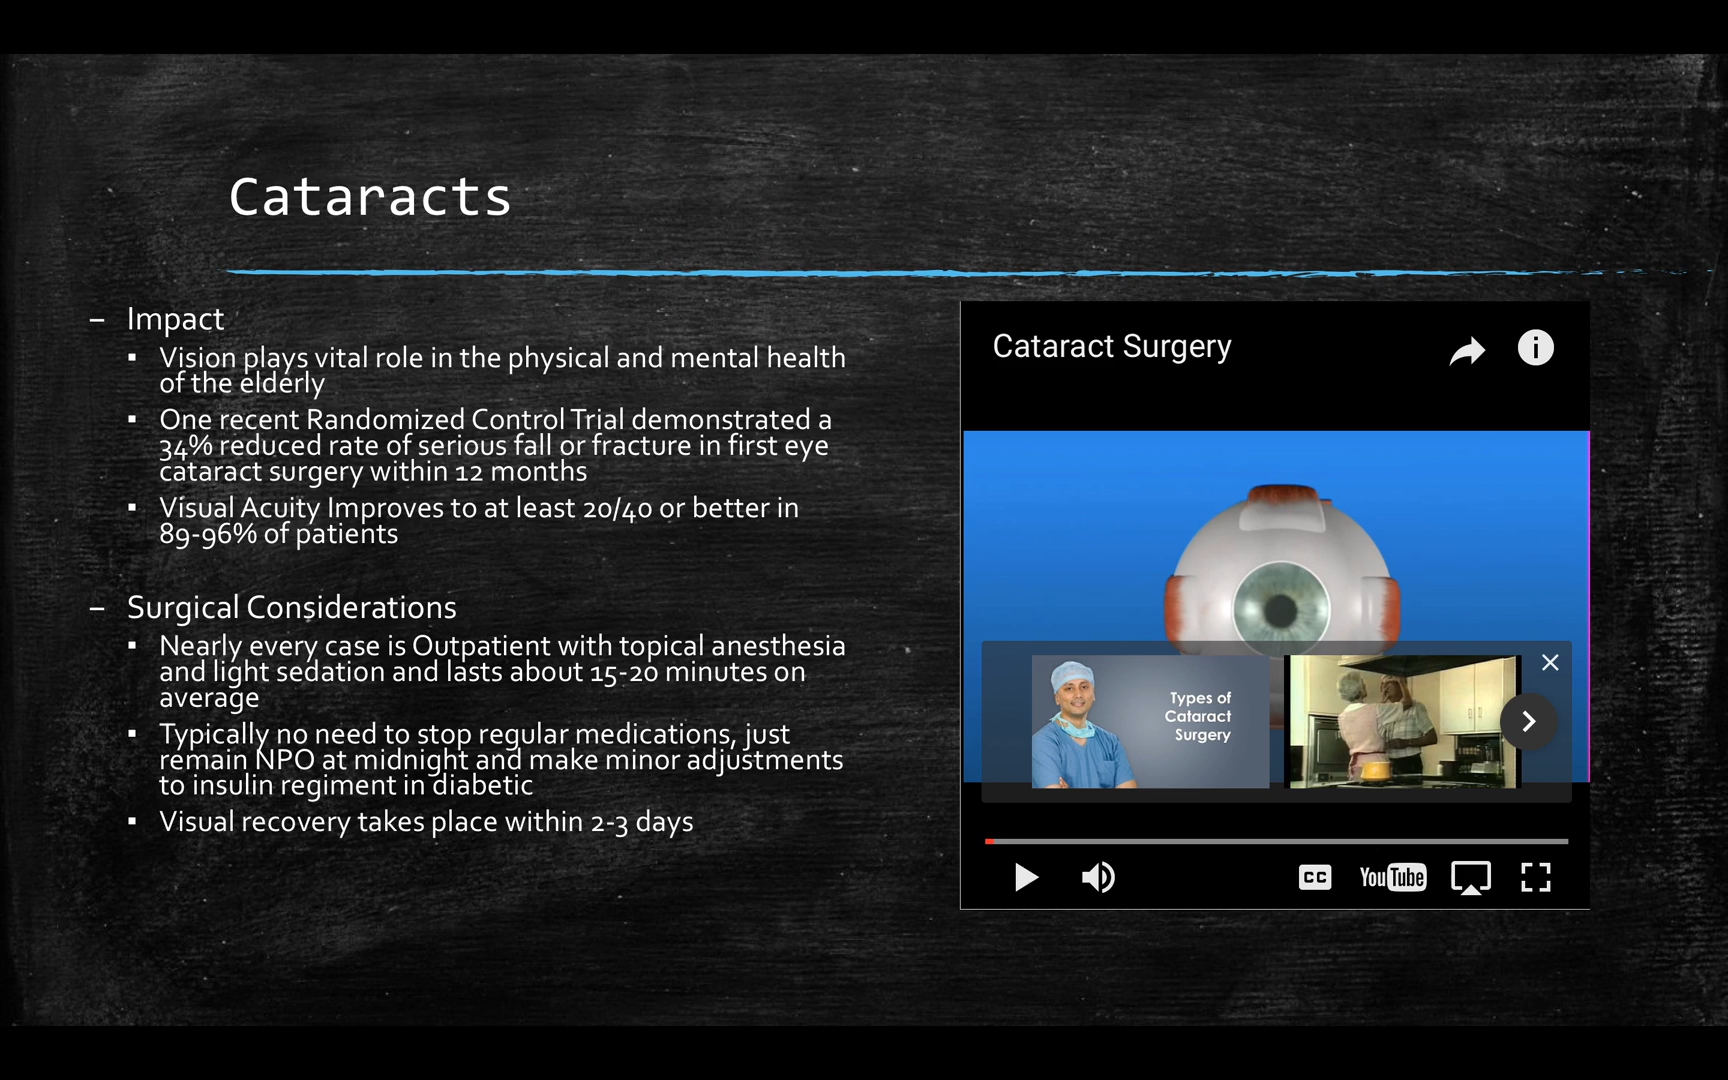 Cataracts
– Impact
▪ Vision plays vital role in the physical and mental health
of the elderly
▪ One recent Randomized Control Trial demonstrated a
34% reduced rate of serious fall or fracture in first eye
cataract surgery within 12 months
▪ Visual Acuity Improves to at least 20/40 or better in
89-96% of patients
– Surgical Considerations
▪ Nearly every case is Outpatient with topical anesthesia
and light sedation and lasts about 15-20 minutes on
average
▪ Typically no need to stop regular medications, just
remain NPO at midnight and make minor adjustments
to insulin regiment in diabetic
▪ Visual recovery takes place within 2-3 days
Cataract Surgery
Types of
Cataract
Surgery
CC YouTube